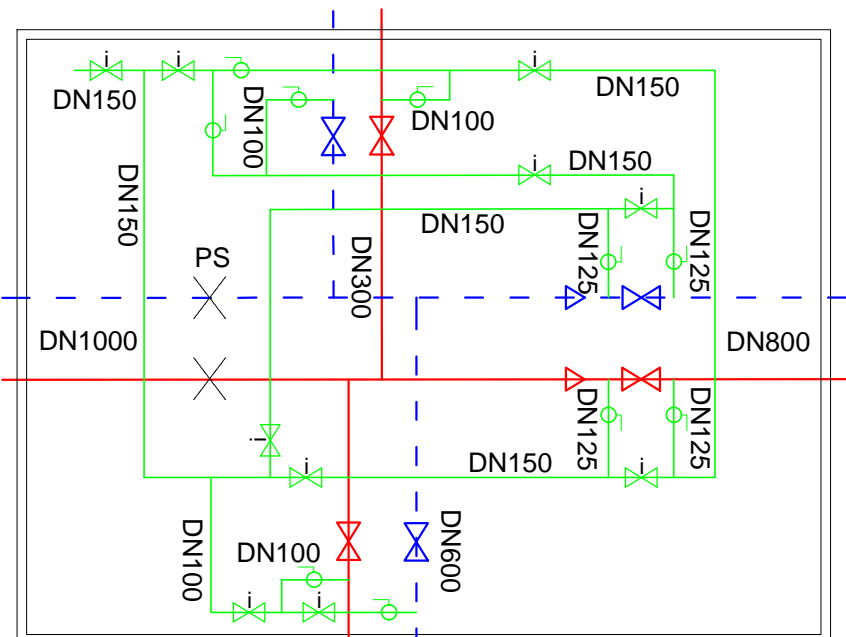 i
i
i
DN150
DN150
DN100
DN100
DN150
i
DN150
i
DN150
DN125
DN125
PS
DN300
DN1000
DN800
i
DN150
DN125
DN125
i
i
DN100
DN100
DN600
i
i